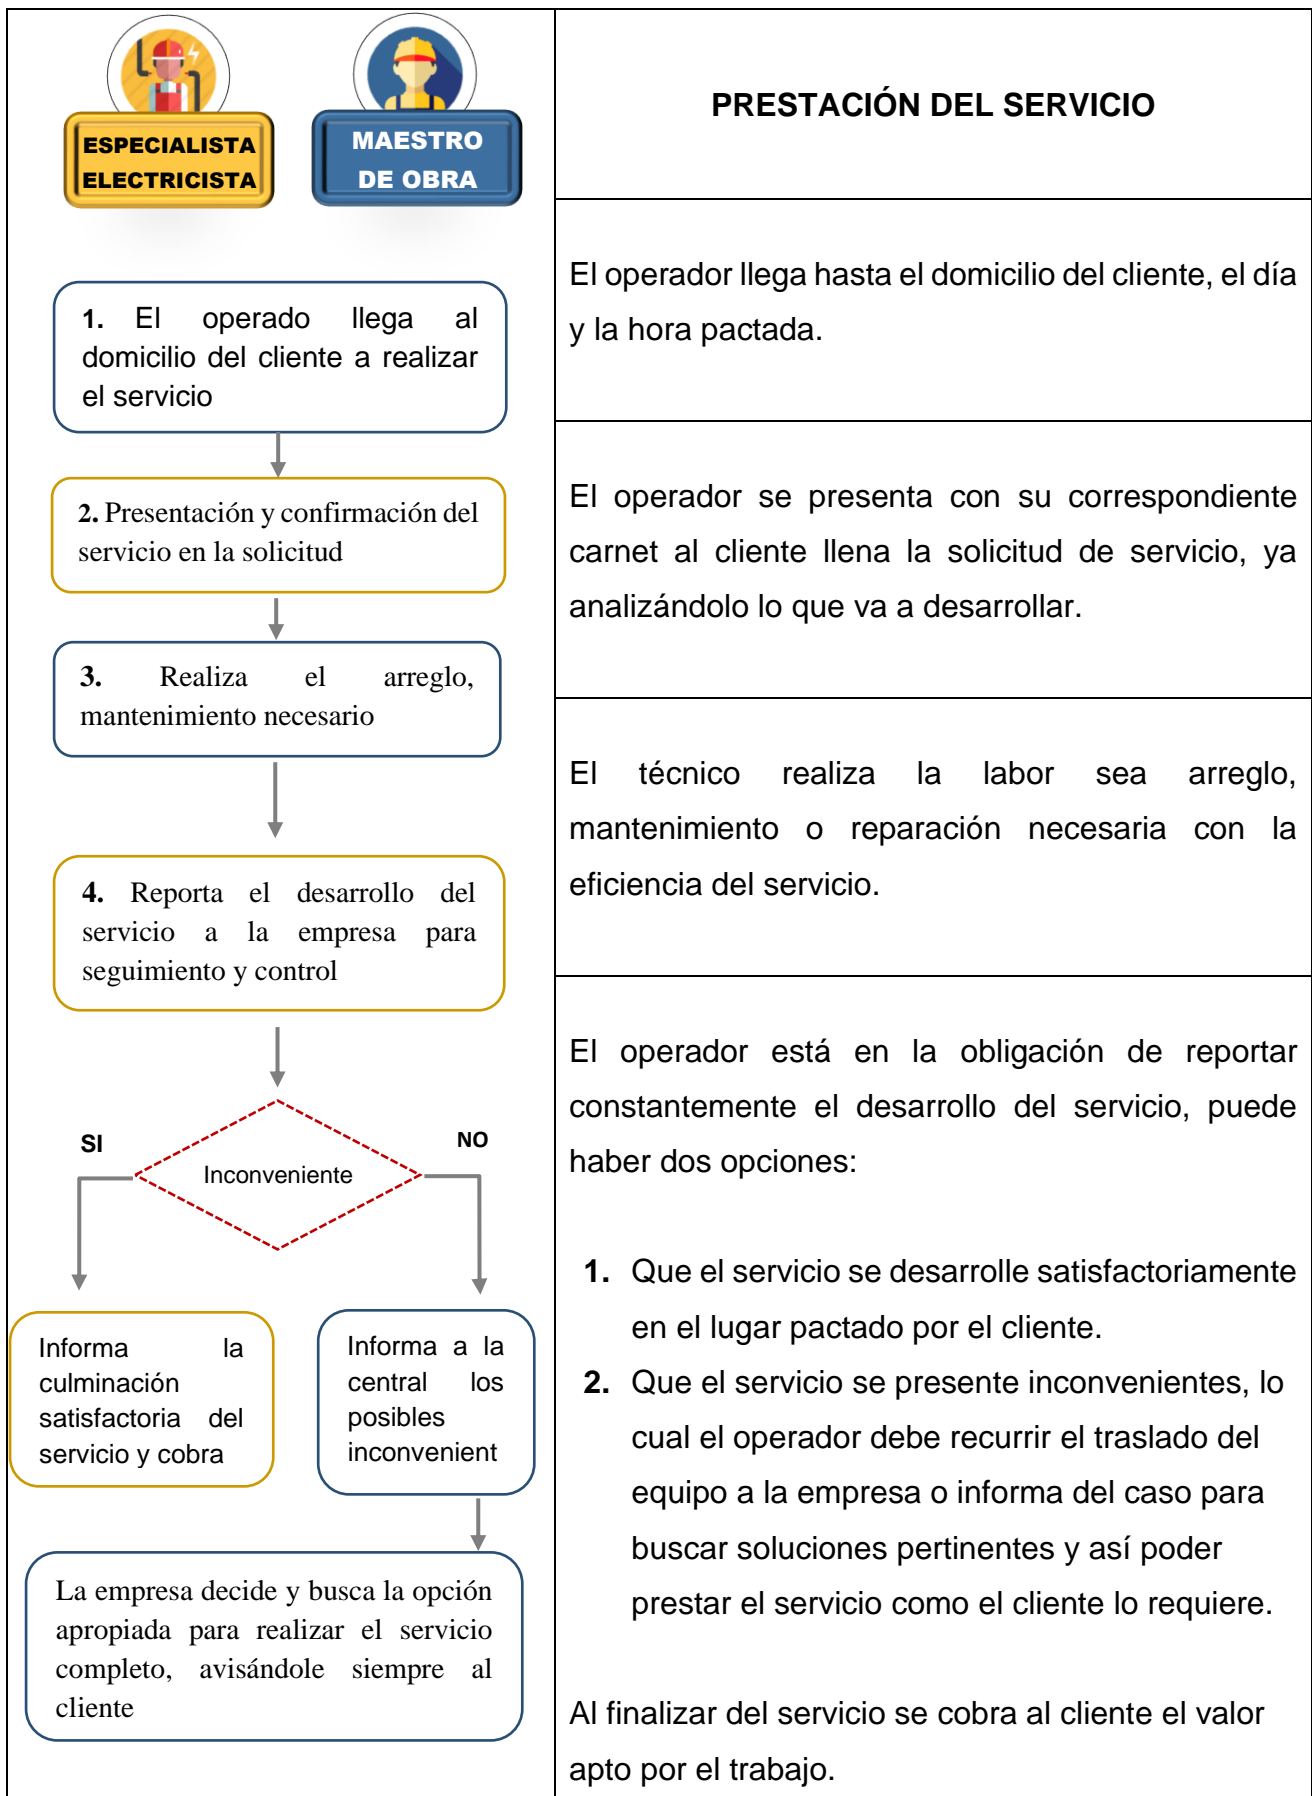 ESPECIALISTA
ELECTRICISTA
MAESTRO
DE OBRA
1. El operado llega al
domicilio del cliente a realizar
el servicio
2. Presentación y confirmación del
servicio en la solicitud
3. Realiza el arreglo,
mantenimiento necesario
4. Reporta el desarrollo del
servicio a la empresa para
seguimiento y control
SI
NO
Inconveniente
Informa la
culminación
satisfactoria del
servicio y cobra
Informa a la
central los
posibles
inconvenient
La empresa decide y busca la opción
apropiada para realizar el servicio
completo, avisándole siempre al
cliente
PRESTACIÓN DEL SERVICIO
El operador llega hasta el domicilio del cliente, el día
y la hora pactada.
El operador se presenta con su correspondiente
carnet al cliente llena la solicitud de servicio, ya
analizándolo lo que va a desarrollar.
El técnico realiza la labor sea arreglo,
mantenimiento o reparación necesaria con la
eficiencia del servicio.
El operador está en la obligación de reportar
constantemente el desarrollo del servicio, puede
haber dos opciones:
1. Que el servicio se desarrolle satisfactoriamente
en el lugar pactado por el cliente.
2. Que el servicio se presente inconvenientes, lo
cual el operador debe recurrir el traslado del
equipo a la empresa o informa del caso para
buscar soluciones pertinentes y así poder
prestar el servicio como el cliente lo requiere.
Al finalizar del servicio se cobra al cliente el valor
apto por el trabajo.